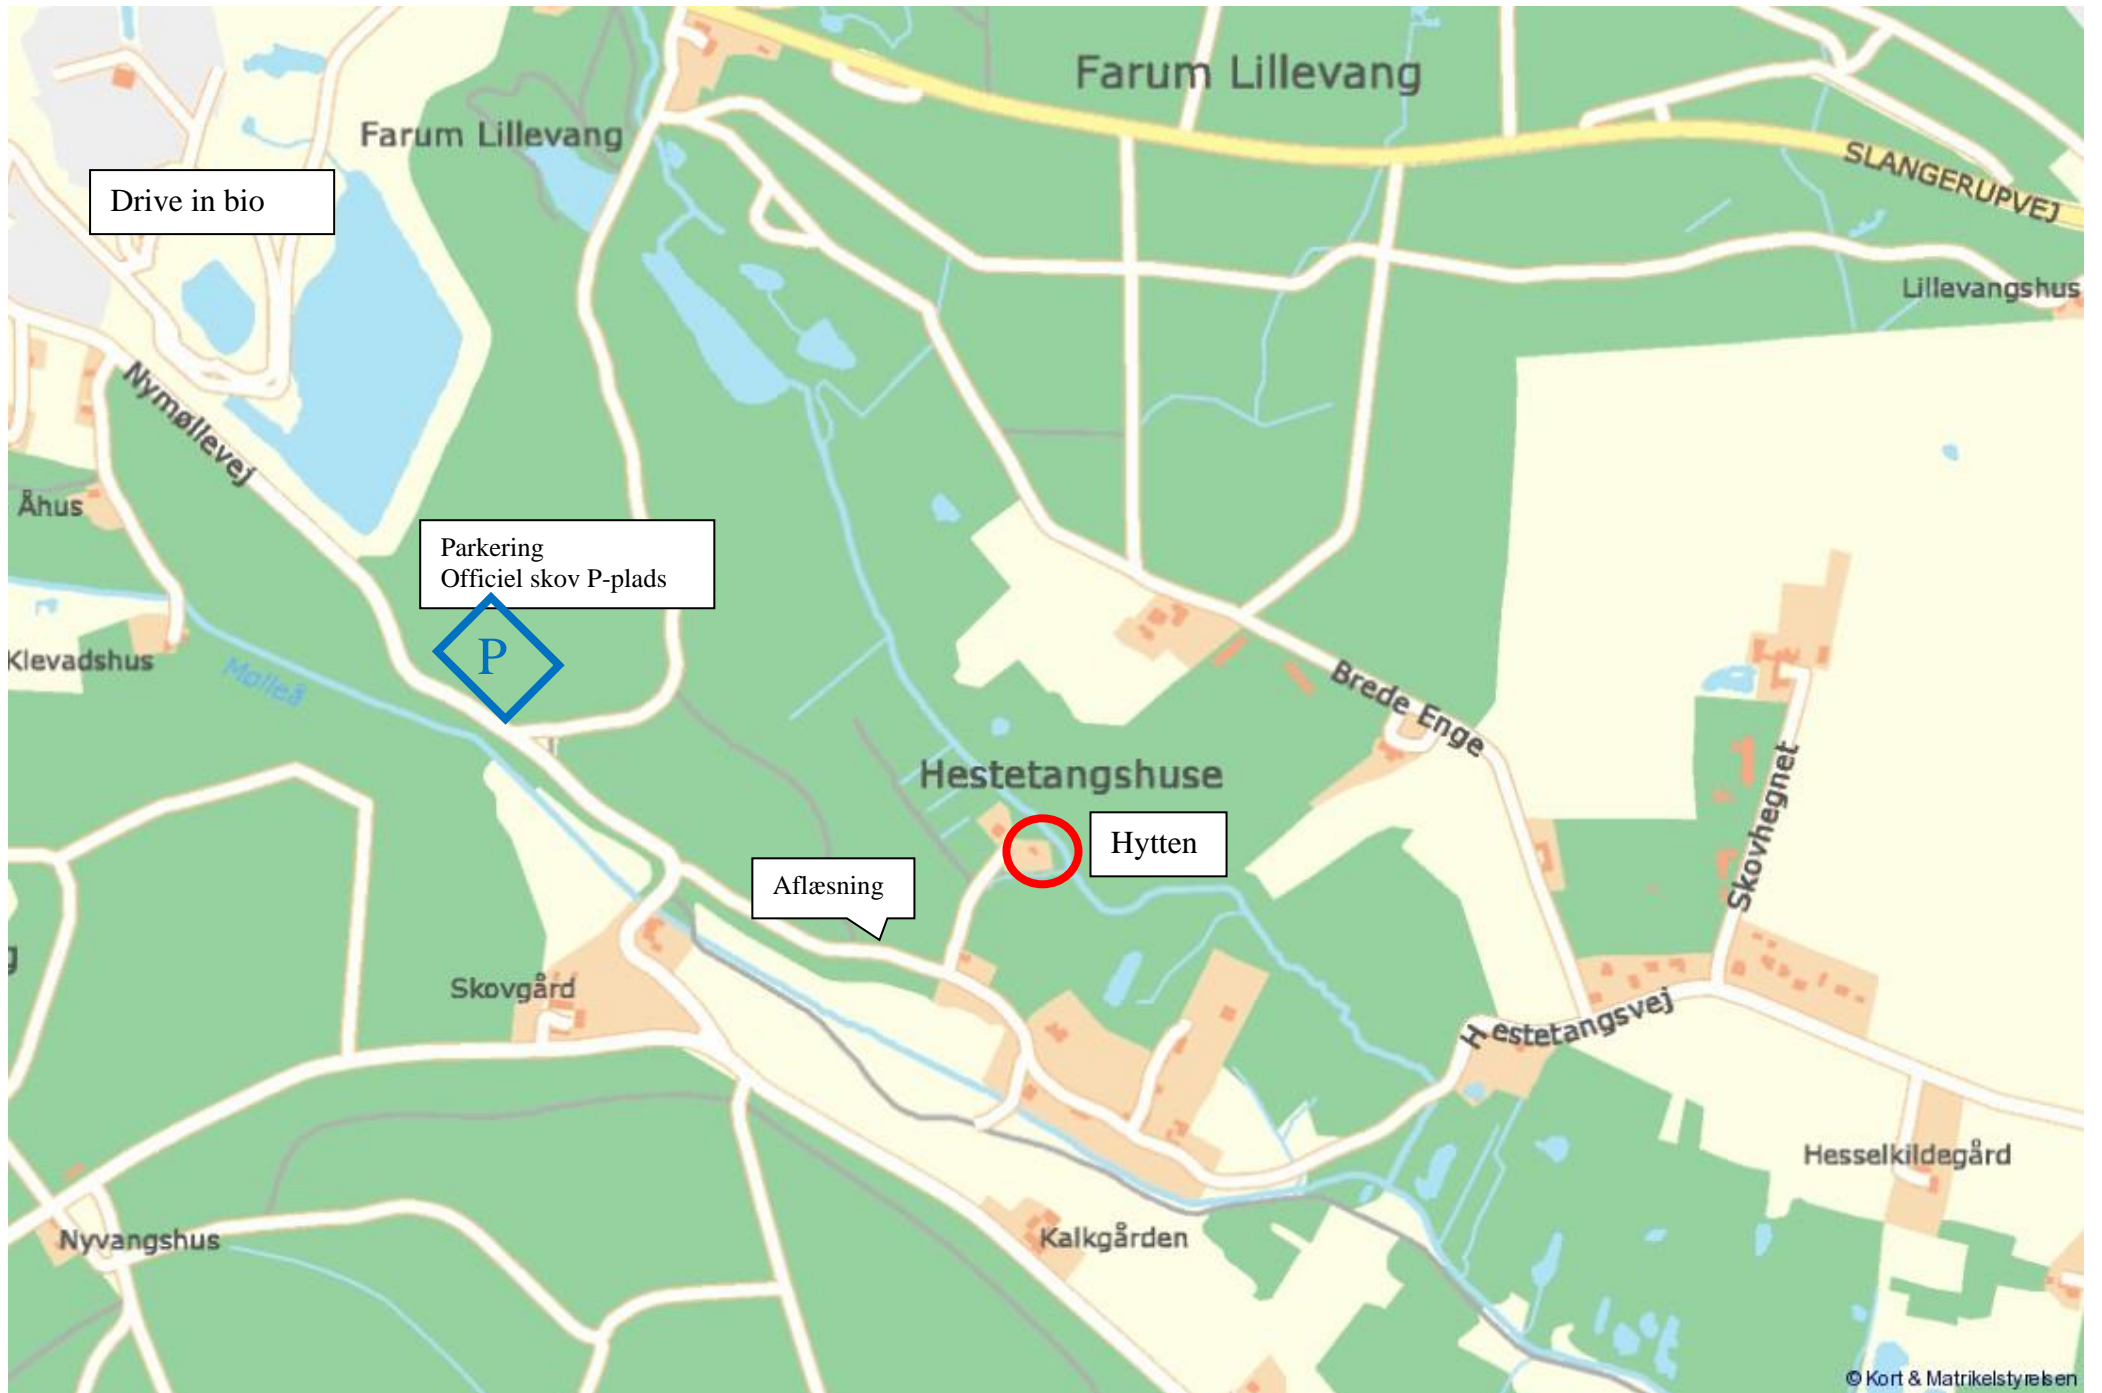 Farum Lillevang
Farum Lillevang
SLANGERUPVEJ
Drive in bio
Lillevangshus
Nymøllevej
Åhus
Parkering
Officiel skov P-plads
P
Klevadshus
Mølleå
Brede Enge
Hestetangshuse
Hytten
Skovhegnet
Aflæsning
g
Skovgård
Hestetangsvej
Hesselkildegård
Nyvangshus
Kalkgården
© Kort & Matrikelstyrelsen